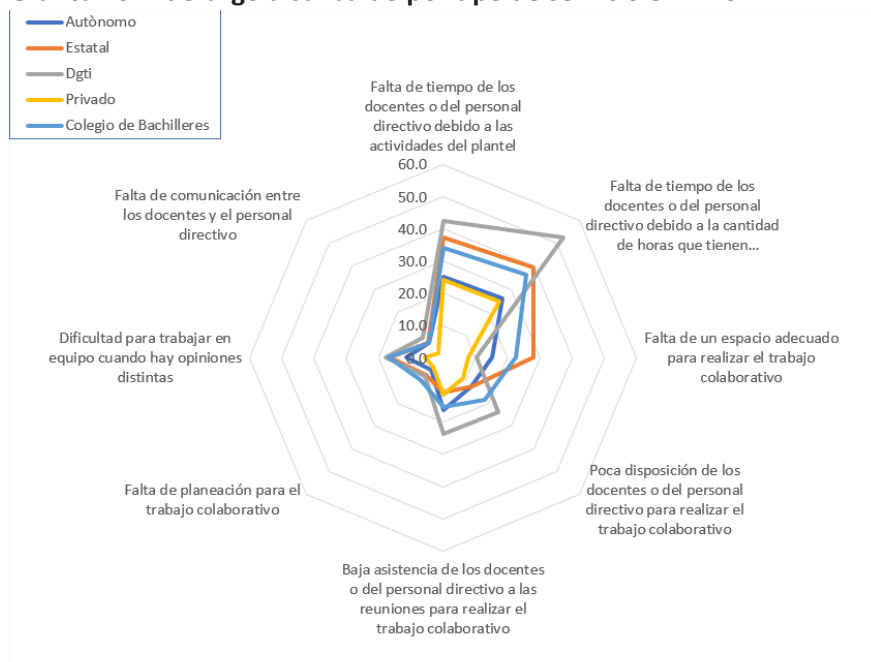 Autònomo
Estatal
Dgti
Privado
Colegio de Bachilleres
Falta de tiempo de los
docentes o del personal
directivo debido a las
actividades del plantel
60.0
50.0
40.0
30.0
20.0
10.0
0.0
Falta de tiempo de los
docentes o del personal
directivo debido a la cantidad
de horas que tienen…
Falta de un espacio adecuado
para realizar el trabajo
colaborativo
Poca disposición de los
docentes o del personal
directivo para realizar el
trabajo colaborativo
Baja asistencia de los docentes
o del personal directivo a las
reuniones para realizar el
trabajo colaborativo
Falta de planeación para el
trabajo colaborativo
Dificultad para trabajar en
equipo cuando hay opiniones
distintas
Falta de comunicación entre
los docentes y el personal
directivo